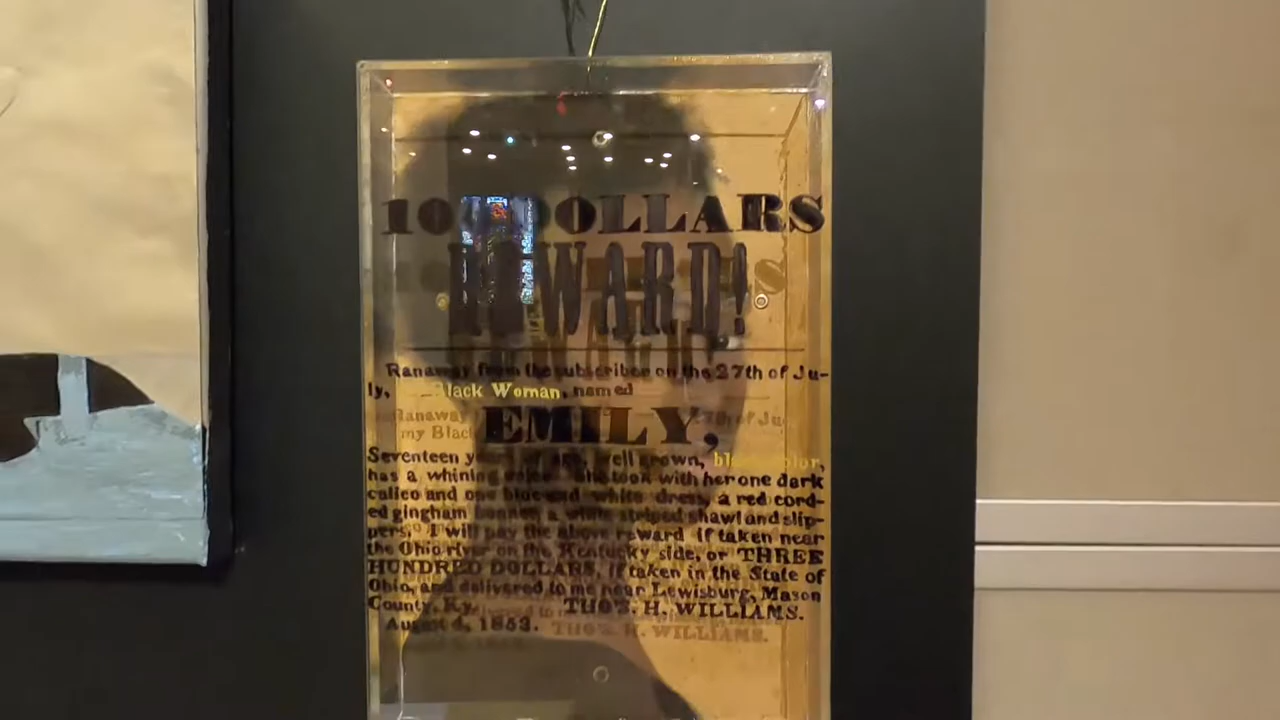 100 DOLLARS
REWARD!
Ranaway from the subscriber on the 27th of Ju-
ly, Black Woman, named
EMILY,
Seventeen years of age, well grown, black color,
has a whining voice. She took with her one dark
calico and one blue and white dress, a red cord-
ed gingham bonnet, a white striped shawl and slip-
pers. I will pay the above reward if taken near
the Ohio river on the Kentucky side, or THREE
HUNDRED DOLLARS, if taken in the State of
Ohio, and delivered to me near Lewisburg, Mason
County, Ky. THO'S. H. WILLIAMS.
August 4, 1853.